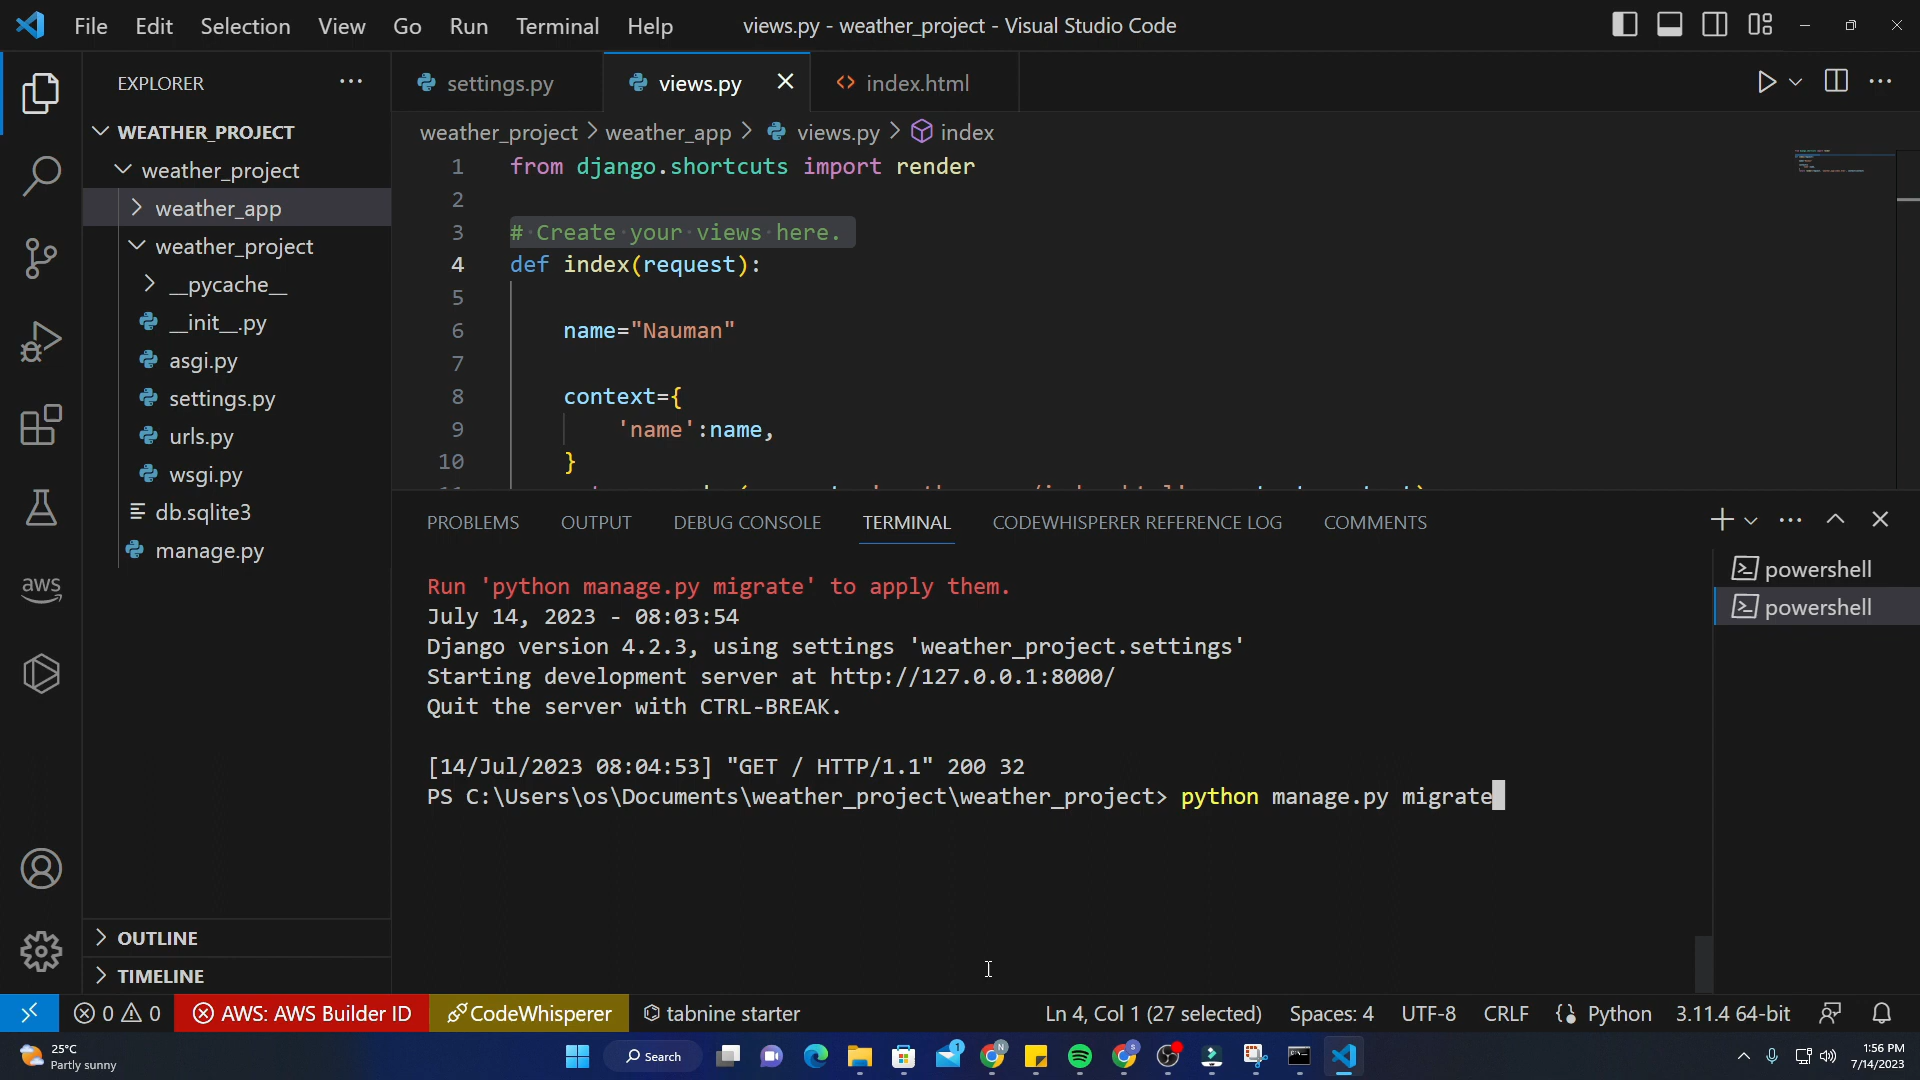 File Edit Selection View Go Run Terminal Help views.py - weather_project - Visual Studio Code
EXPLORER
WEATHER_PROJECT
weather_project
weather_app
weather_project
__pycache__
__init__.py
asgi.py
settings.py
urls.py
wsgi.py
db.sqlite3
manage.py
OUTLINE
TIMELINE
aws
settings.py views.py index.html
weather_project > weather_app > views.py > index
1 from django.shortcuts import render
2
3 # Create your views here.
4 def index(request):
5
6 name="Nauman"
7
8 context={
9 'name':name,
10 }
PROBLEMS OUTPUT DEBUG CONSOLE TERMINAL CODEWHISPERER REFERENCE LOG COMMENTS
Run 'python manage.py migrate' to apply them.
July 14, 2023 - 08:03:54
Django version 4.2.3, using settings 'weather_project.settings'
Starting development server at http://127.0.0.1:8000/
Quit the server with CTRL-BREAK.
[14/Jul/2023 08:04:53] "GET / HTTP/1.1" 200 32
PS C:\Users\os\Documents\weather_project\weather_project> python manage.py migrate
powershell
powershell
0 0 AWS: AWS Builder ID CodeWhisperer tabnine starter Ln 4, Col 1 (27 selected) Spaces: 4 UTF-8 CRLF Python 3.11.4 64-bit
25°C
Partly sunny
Search
1
N
S
1:56 PM
7/14/2023